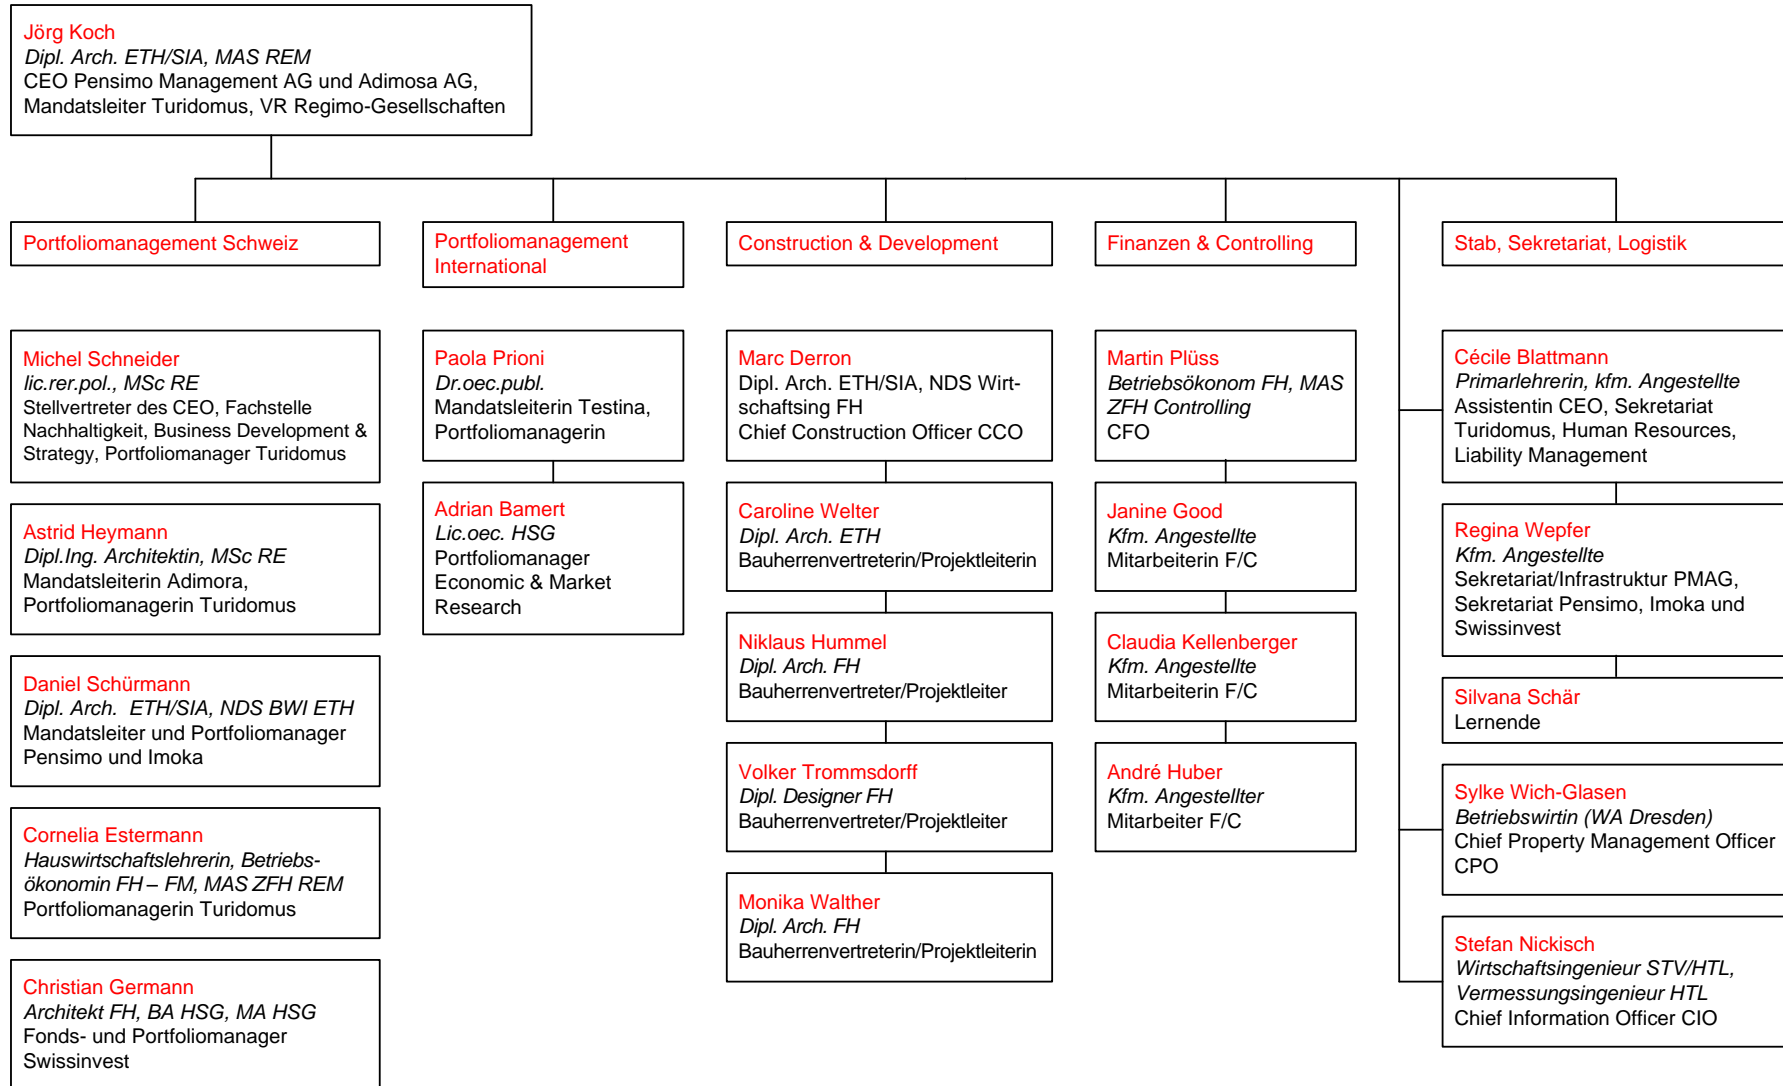 Jörg Koch
Dipl. Arch. ETH/SIA, MAS REM
CEO Pensimo Management AG und Adimosa AG,
Mandatsleiter Turidomus, VR Regimo-Gesellschaften
Portfoliomanagement Schweiz
Portfoliomanagement
International
Construction & Development
Finanzen & Controlling
Stab, Sekretariat, Logistik
Michel Schneider
lic.rer.pol., MSc RE
Stellvertreter des CEO, Fachstelle
Nachhaltigkeit, Business Development &
Strategy, Portfoliomanager Turidomus
Astrid Heymann
Dipl.Ing. Architektin, MSc RE
Mandatsleiterin Adimora,
Portfoliomanagerin Turidomus
Daniel Schürmann
Dipl. Arch.  ETH/SIA, NDS BWI ETH
Mandatsleiter und Portfoliomanager
Pensimo und Imoka
Cornelia Estermann
Hauswirtschaftslehrerin, Betriebs-
ökonomin FH – FM, MAS ZFH REM
Portfoliomanagerin Turidomus
Christian Germann
Architekt FH, BA HSG, MA HSG
Fonds- und Portfoliomanager
Swissinvest
Paola Prioni
Dr.oec.publ.
Mandatsleiterin Testina,
Portfoliomanagerin
Adrian Bamert
Lic.oec. HSG
Portfoliomanager
Economic & Market
Research
Marc Derron
Dipl. Arch. ETH/SIA, NDS Wirt-
schaftsing FH
Chief Construction Officer CCO
Caroline Welter
Dipl. Arch. ETH
Bauherrenvertreterin/Projektleiterin
Niklaus Hummel
Dipl. Arch. FH
Bauherrenvertreter/Projektleiter
Volker Trommsdorff
Dipl. Designer FH
Bauherrenvertreter/Projektleiter
Monika Walther
Dipl. Arch. FH
Bauherrenvertreterin/Projektleiterin
Martin Plüss
Betriebsökonom FH, MAS
ZFH Controlling
CFO
Janine Good
Kfm. Angestellte
Mitarbeiterin F/C
Claudia Kellenberger
Kfm. Angestellte
Mitarbeiterin F/C
André Huber
Kfm. Angestellter
Mitarbeiter F/C
Cécile Blattmann
Primarlehrerin, kfm. Angestellte
Assistentin CEO, Sekretariat
Turidomus, Human Resources,
Liability Management
Regina Wepfer
Kfm. Angestellte
Sekretariat/Infrastruktur PMAG,
Sekretariat Pensimo, Imoka und
Swissinvest
Silvana Schär
Lernende
Sylke Wich-Glasen
Betriebswirtin (WA Dresden)
Chief Property Management Officer
CPO
Stefan Nickisch
Wirtschaftsingenieur STV/HTL,
Vermessungsingenieur HTL
Chief Information Officer CIO